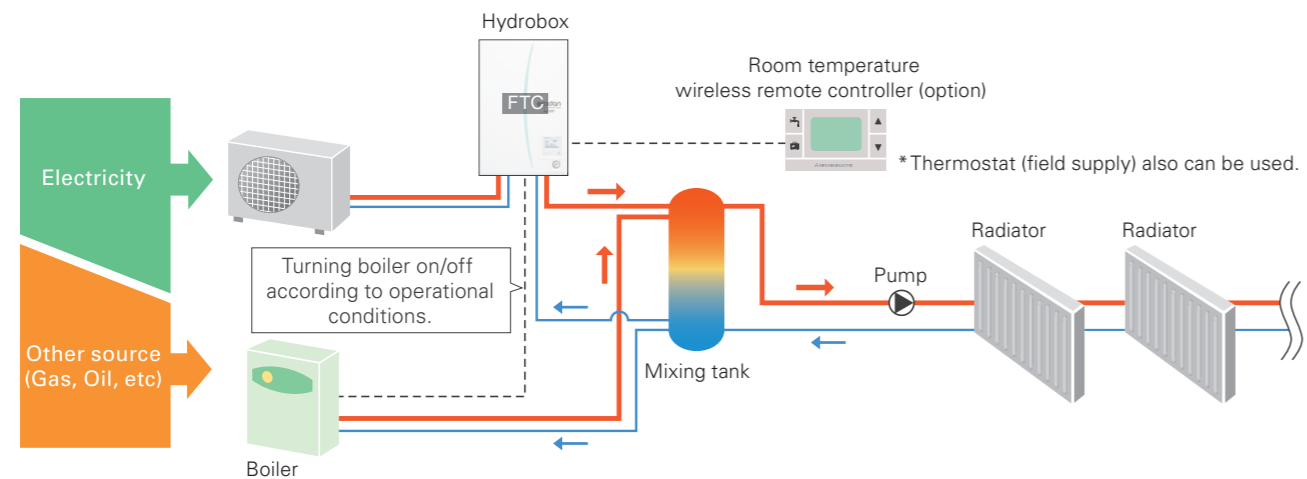 Hydrobox
FTC
Room temperature
wireless remote controller (option)
* Thermostat (field supply) also can be used.
Electricity
Turning boiler on/off
according to operational
conditions.
Radiator
Radiator
Pump
Other source
(Gas, Oil, etc)
Mixing tank
Boiler